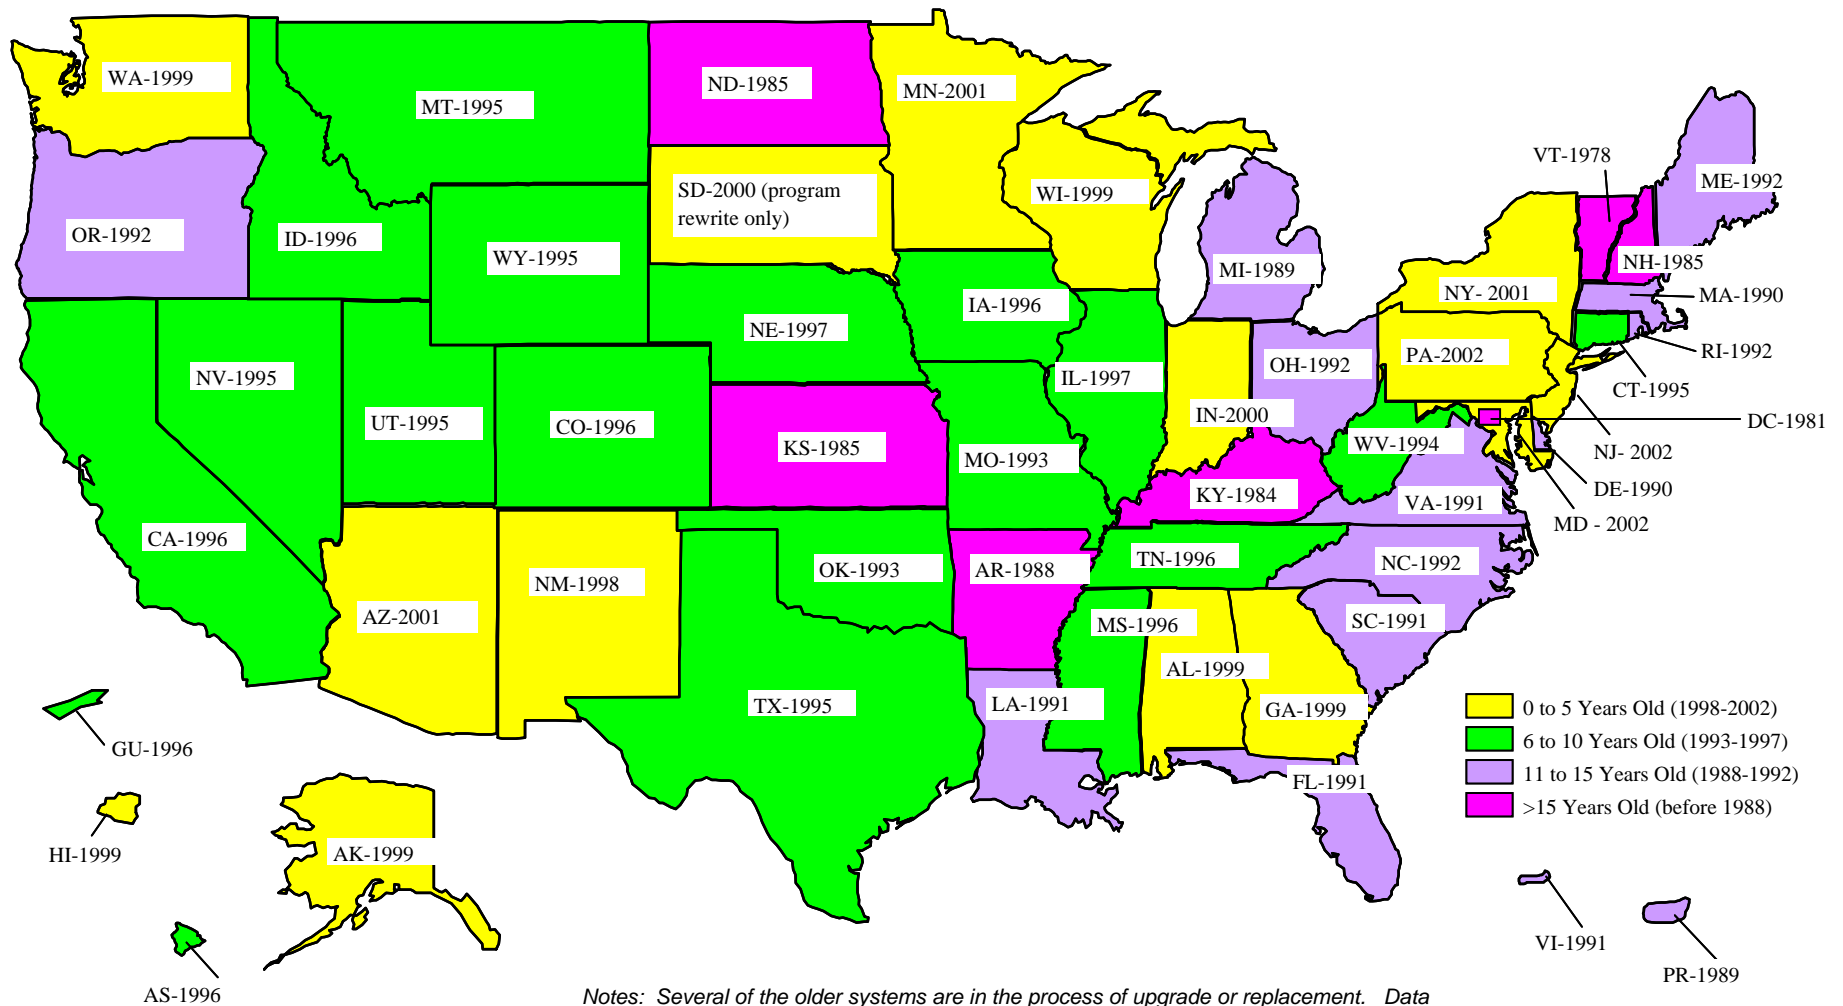 WA-1999
MT-1995
ND-1985
MN-2001
VT-1978
ME-1992
SD-2000 (program
rewrite only)
WI-1999
OR-1992
ID-1996
WY-1995
MI-1989
NH-1985
NY- 2001
MA-1990
IA-1996
NE-1997
RI-1992
PA-2002
OH-1992
NV-1995
IL-1997
CT-1995
UT-1995
CO-1996
IN-2000
DC-1981
KS-1985
WV-1994
NJ- 2002
MO-1993
KY-1984
DE-1990
VA-1991
MD - 2002
CA-1996
TN-1996
NC-1992
OK-1993
AR-1988
NM-1998
AZ-2001
MS-1996
SC-1991
AL-1999
TX-1995
LA-1991
GA-1999
0 to 5 Years Old (1998-2002)
6 to 10 Years Old (1993-1997)
11 to 15 Years Old (1988-1992)
>15 Years Old (before 1988)
GU-1996
FL-1991
HI-1999
AK-1999
VI-1991
PR-1989
AS-1996
Notes: Several of the older systems are in the process of upgrade or replacement. Data